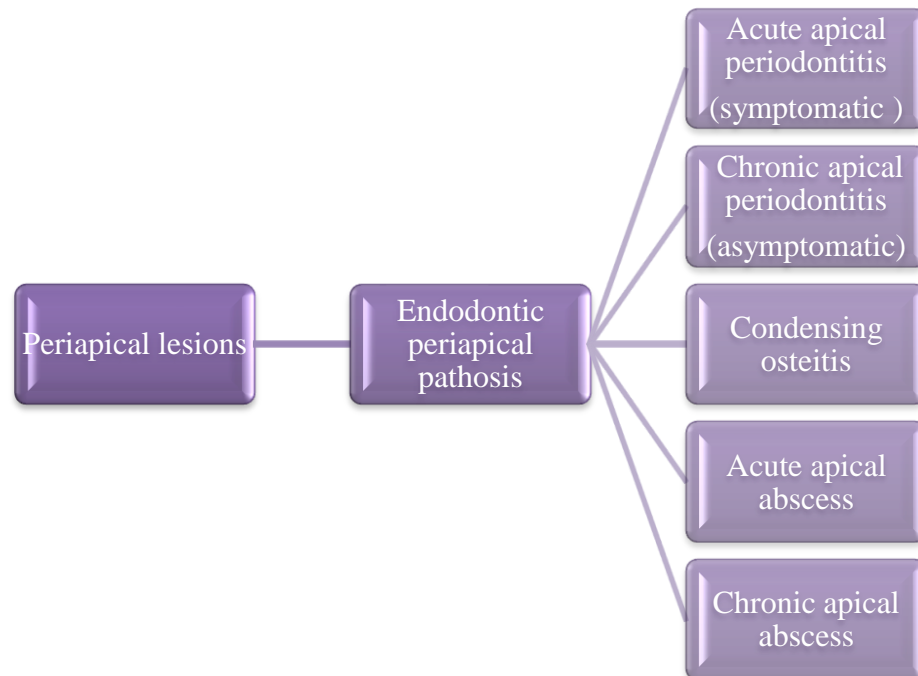 Periapical lesions
Endodontic
periapical
pathosis
Acute apical
periodontitis
(symptomatic )
Chronic apical
periodontitis
(asymptomatic)
Condensing
osteitis
Acute apical
abscess
Chronic apical
abscess